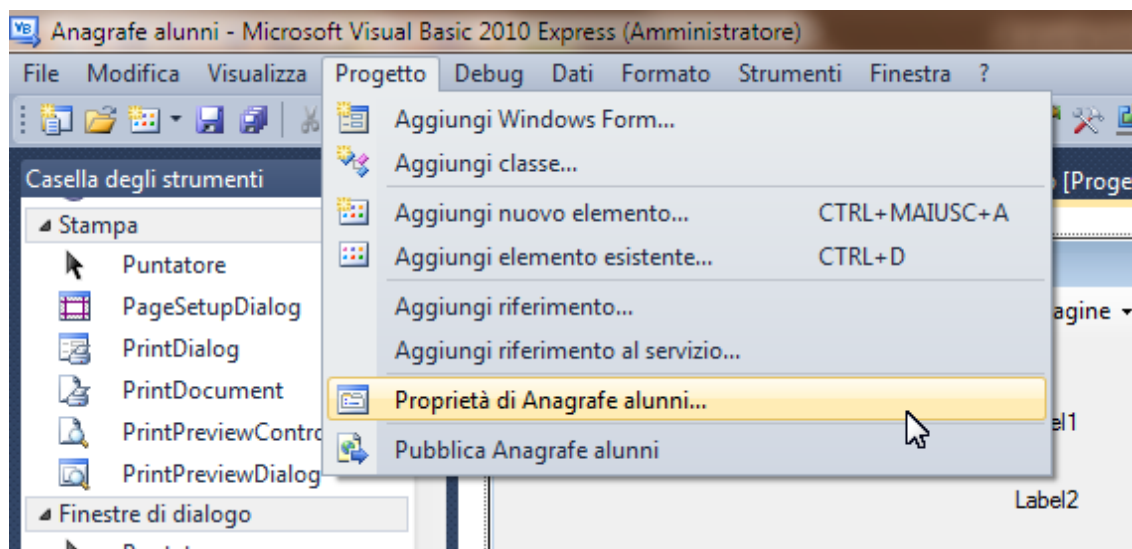 Anagrafe alunni - Microsoft Visual Basic 2010 Express (Amministratore)
File Modifica Visualizza Progetto Debug Dati Formato Strumenti Finestra ?
Aggiungi Windows Form...
Aggiungi classe...
Aggiungi nuovo elemento... CTRL+MAIUSC+A
Aggiungi elemento esistente... CTRL+D
Aggiungi riferimento...
Aggiungi riferimento al servizio...
Proprietà di Anagrafe alunni...
Pubblica Anagrafe alunni
Casella degli strumenti
Stampa
Puntatore
PageSetupDialog
PrintDialog
PrintDocument
PrintPreviewContro
PrintPreviewDialog
Finestre di dialogo
[Proge
agine
el1
Label2